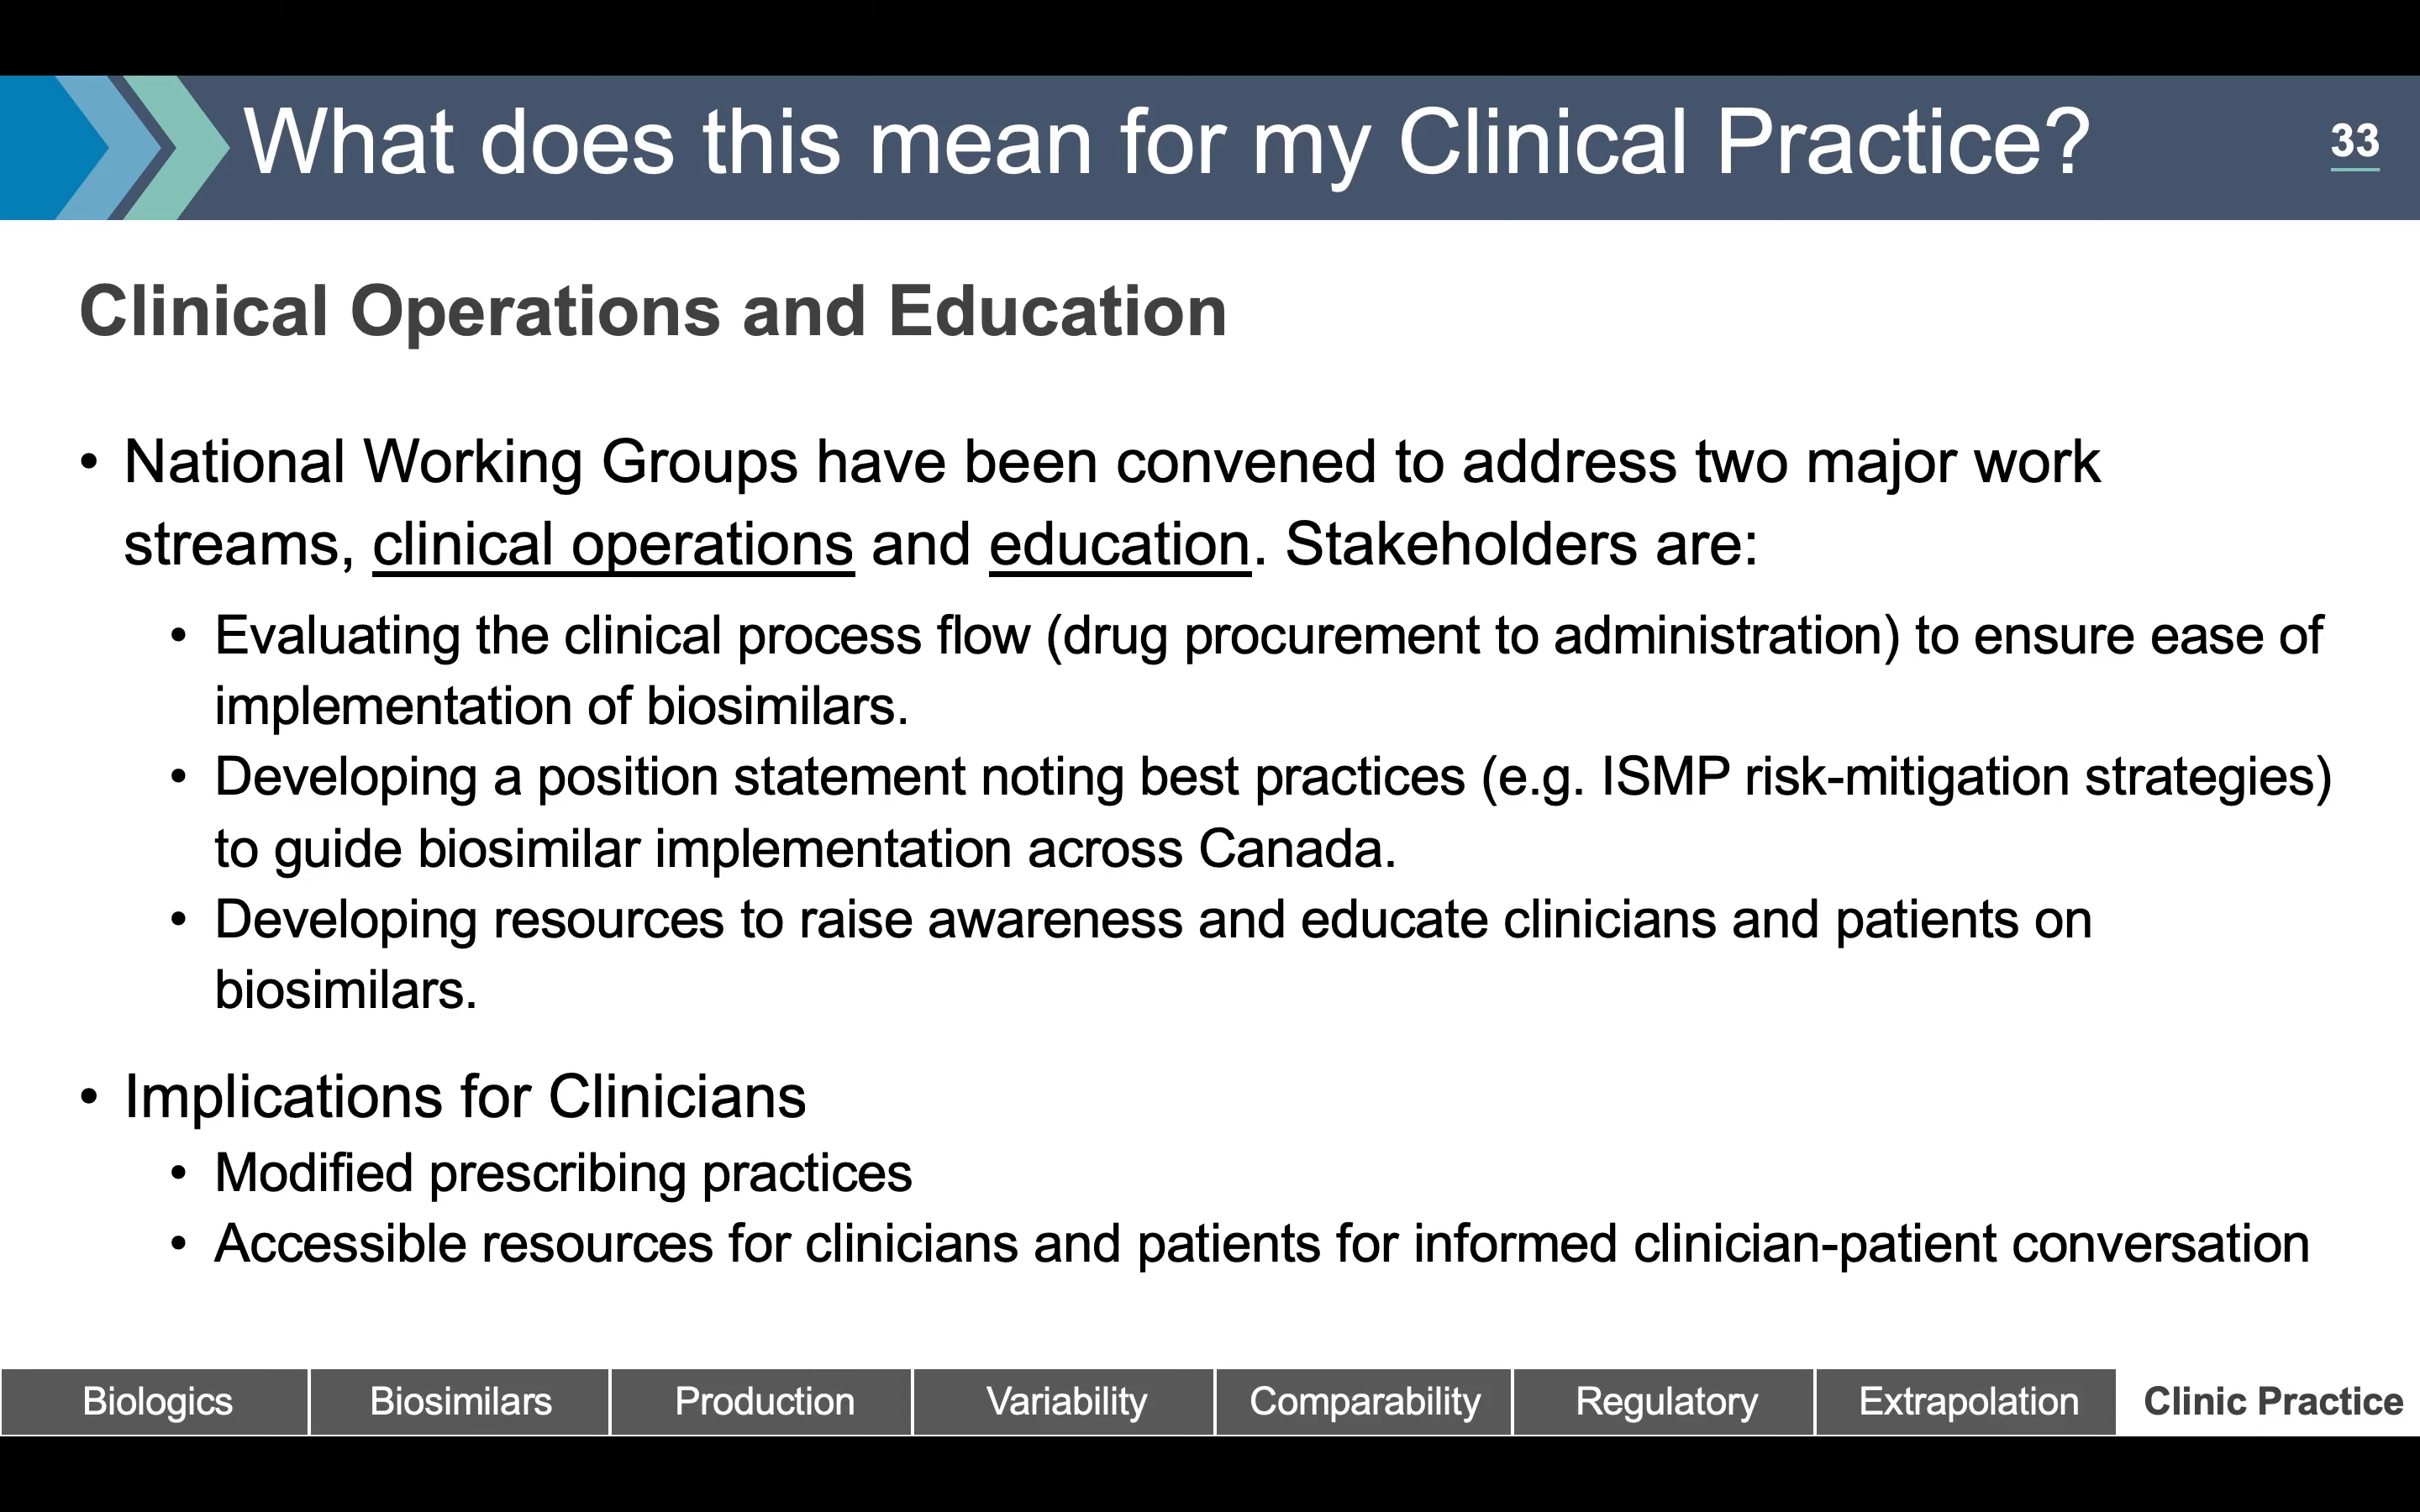 What does this mean for my Clinical Practice?
33
Clinical Operations and Education
• National Working Groups have been convened to address two major work
streams, clinical operations and education. Stakeholders are:
• Evaluating the clinical process flow (drug procurement to administration) to ensure ease of
implementation of biosimilars.
• Developing a position statement noting best practices (e.g. ISMP risk-mitigation strategies)
to guide biosimilar implementation across Canada.
• Developing resources to raise awareness and educate clinicians and patients on
biosimilars.
• Implications for Clinicians
• Modified prescribing practices
• Accessible resources for clinicians and patients for informed clinician-patient conversation
Biologics
Biosimilars
Production
Variability
Comparability
Regulatory
Extrapolation
Clinic Practice